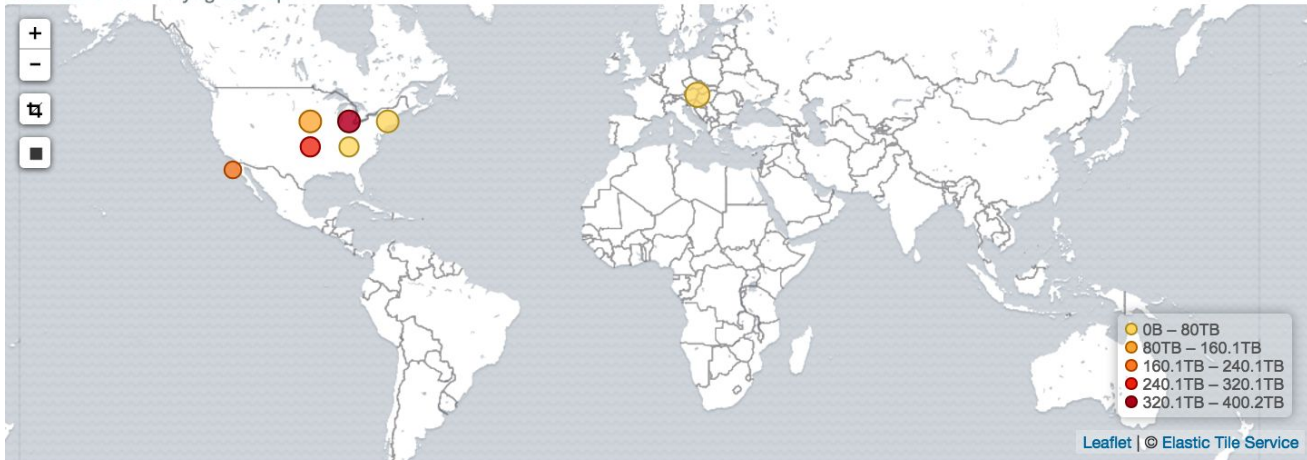 +
−
0B – 80TB
80TB – 160.1TB
160.1TB – 240.1TB
240.1TB – 320.1TB
320.1TB – 400.2TB
Leaflet | © Elastic Tile Service